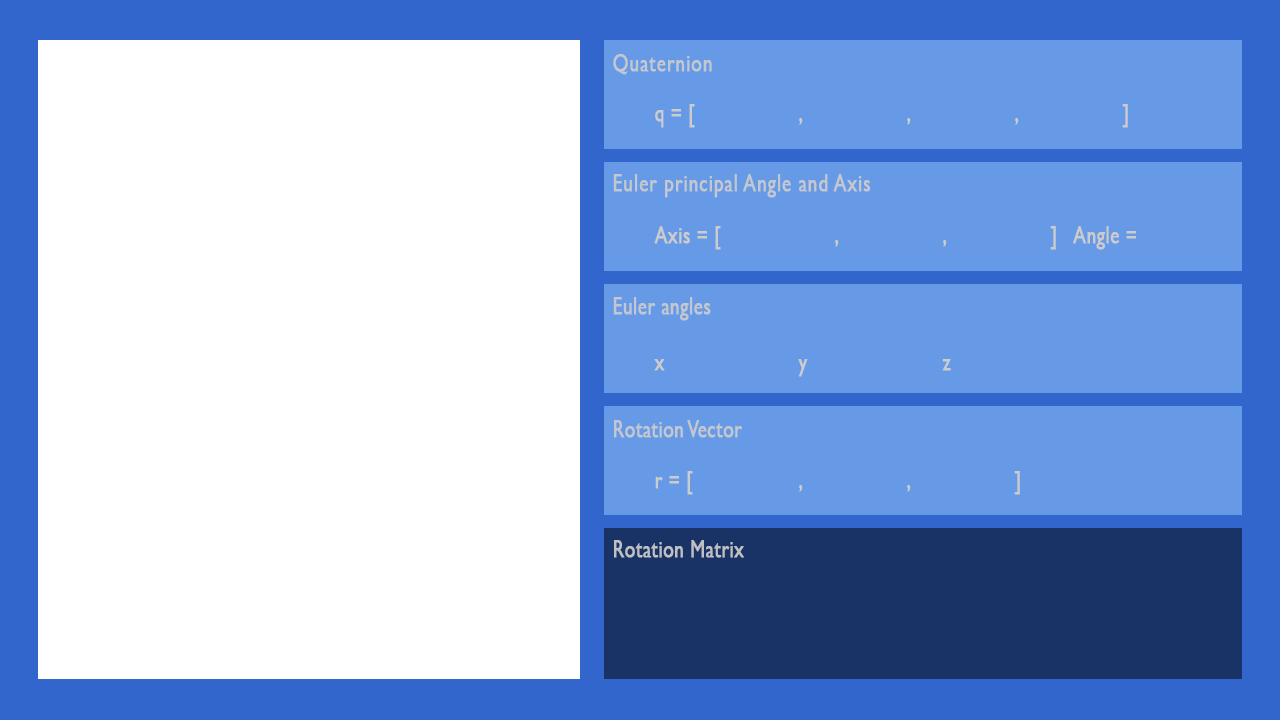 Quaternion
q = [ , , , ]
Euler principal Angle and Axis
Axis = [ , , ] Angle =
Euler angles
x y z
Rotation Vector
r = [ , , ]
Rotation Matrix